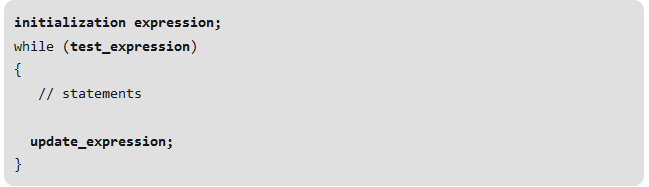 initialization expression;
while (test_expression)
{
// statements
update_expression;
}